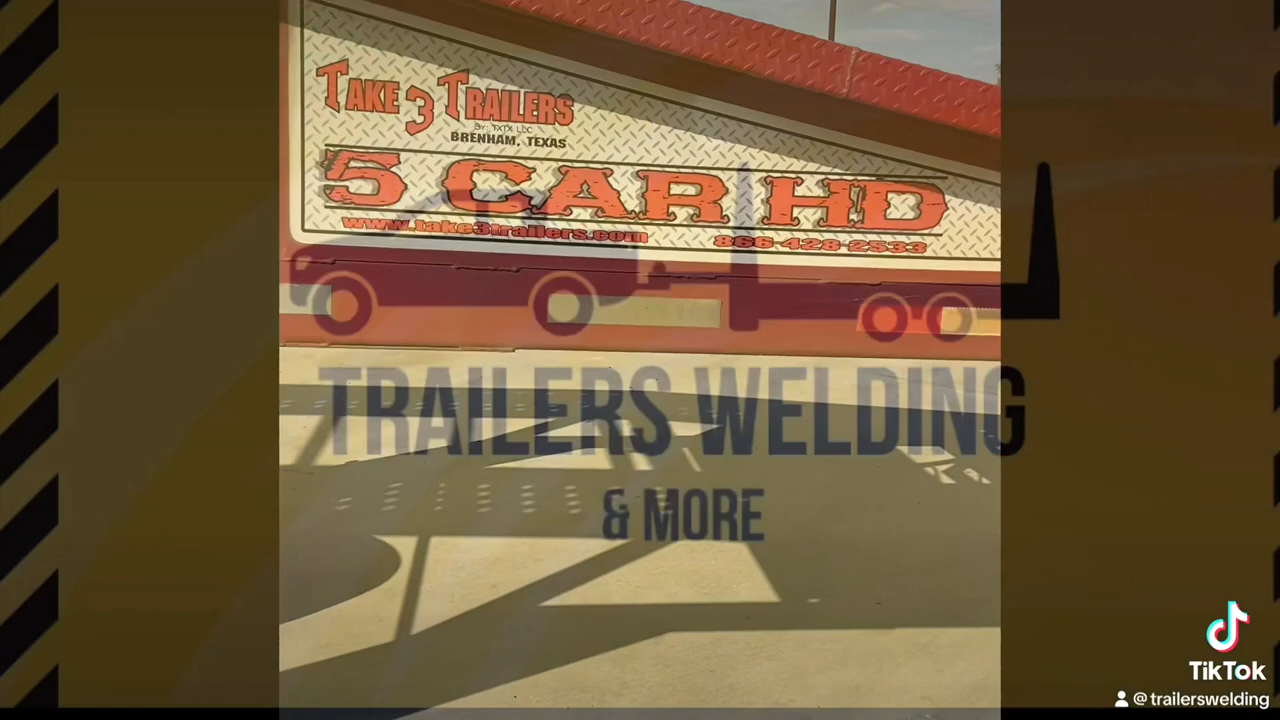 TAKE 3 TRAILERS
By: TXTX LLC
BRENHAM, TEXAS
5 CAR HD
www.take3trailers.com 866-428-2533
TRAILERS WELDING
& MORE
TikTok
@trailerswelding